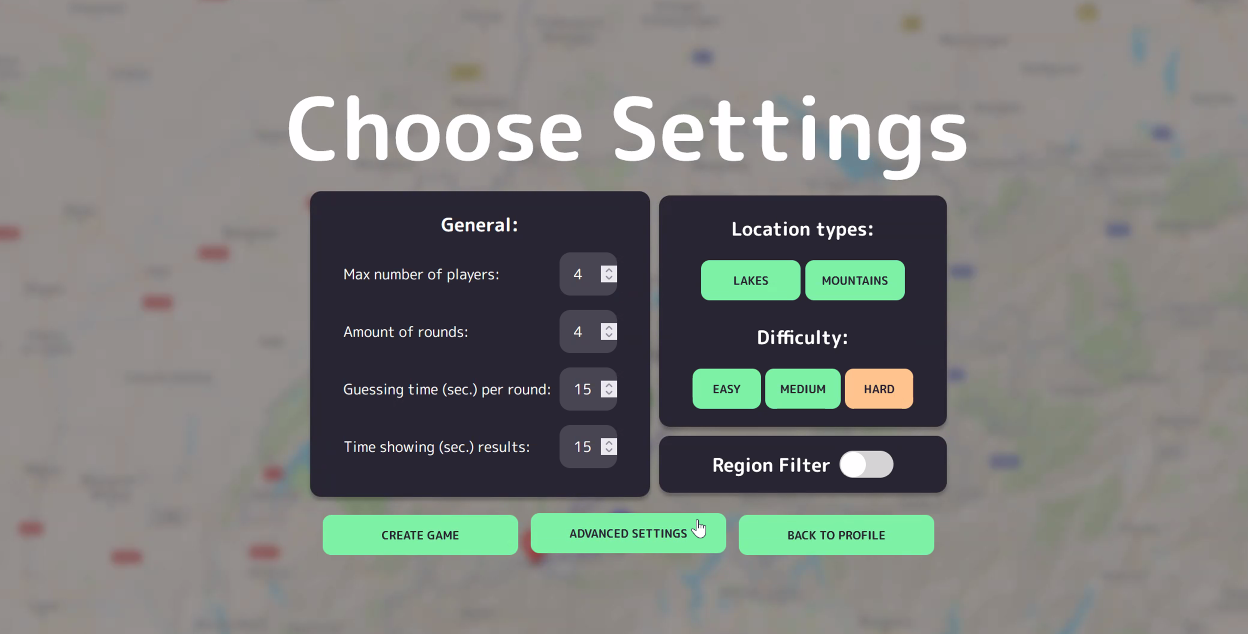 Choose Settings
General:
Max number of players:
4
Amount of rounds:
4
Guessing time (sec.) per round:
15
Time showing (sec.) results:
15
Location types:
LAKES
MOUNTAINS
Difficulty:
EASY
MEDIUM
HARD
Region Filter
CREATE GAME
ADVANCED SETTINGS
BACK TO PROFILE